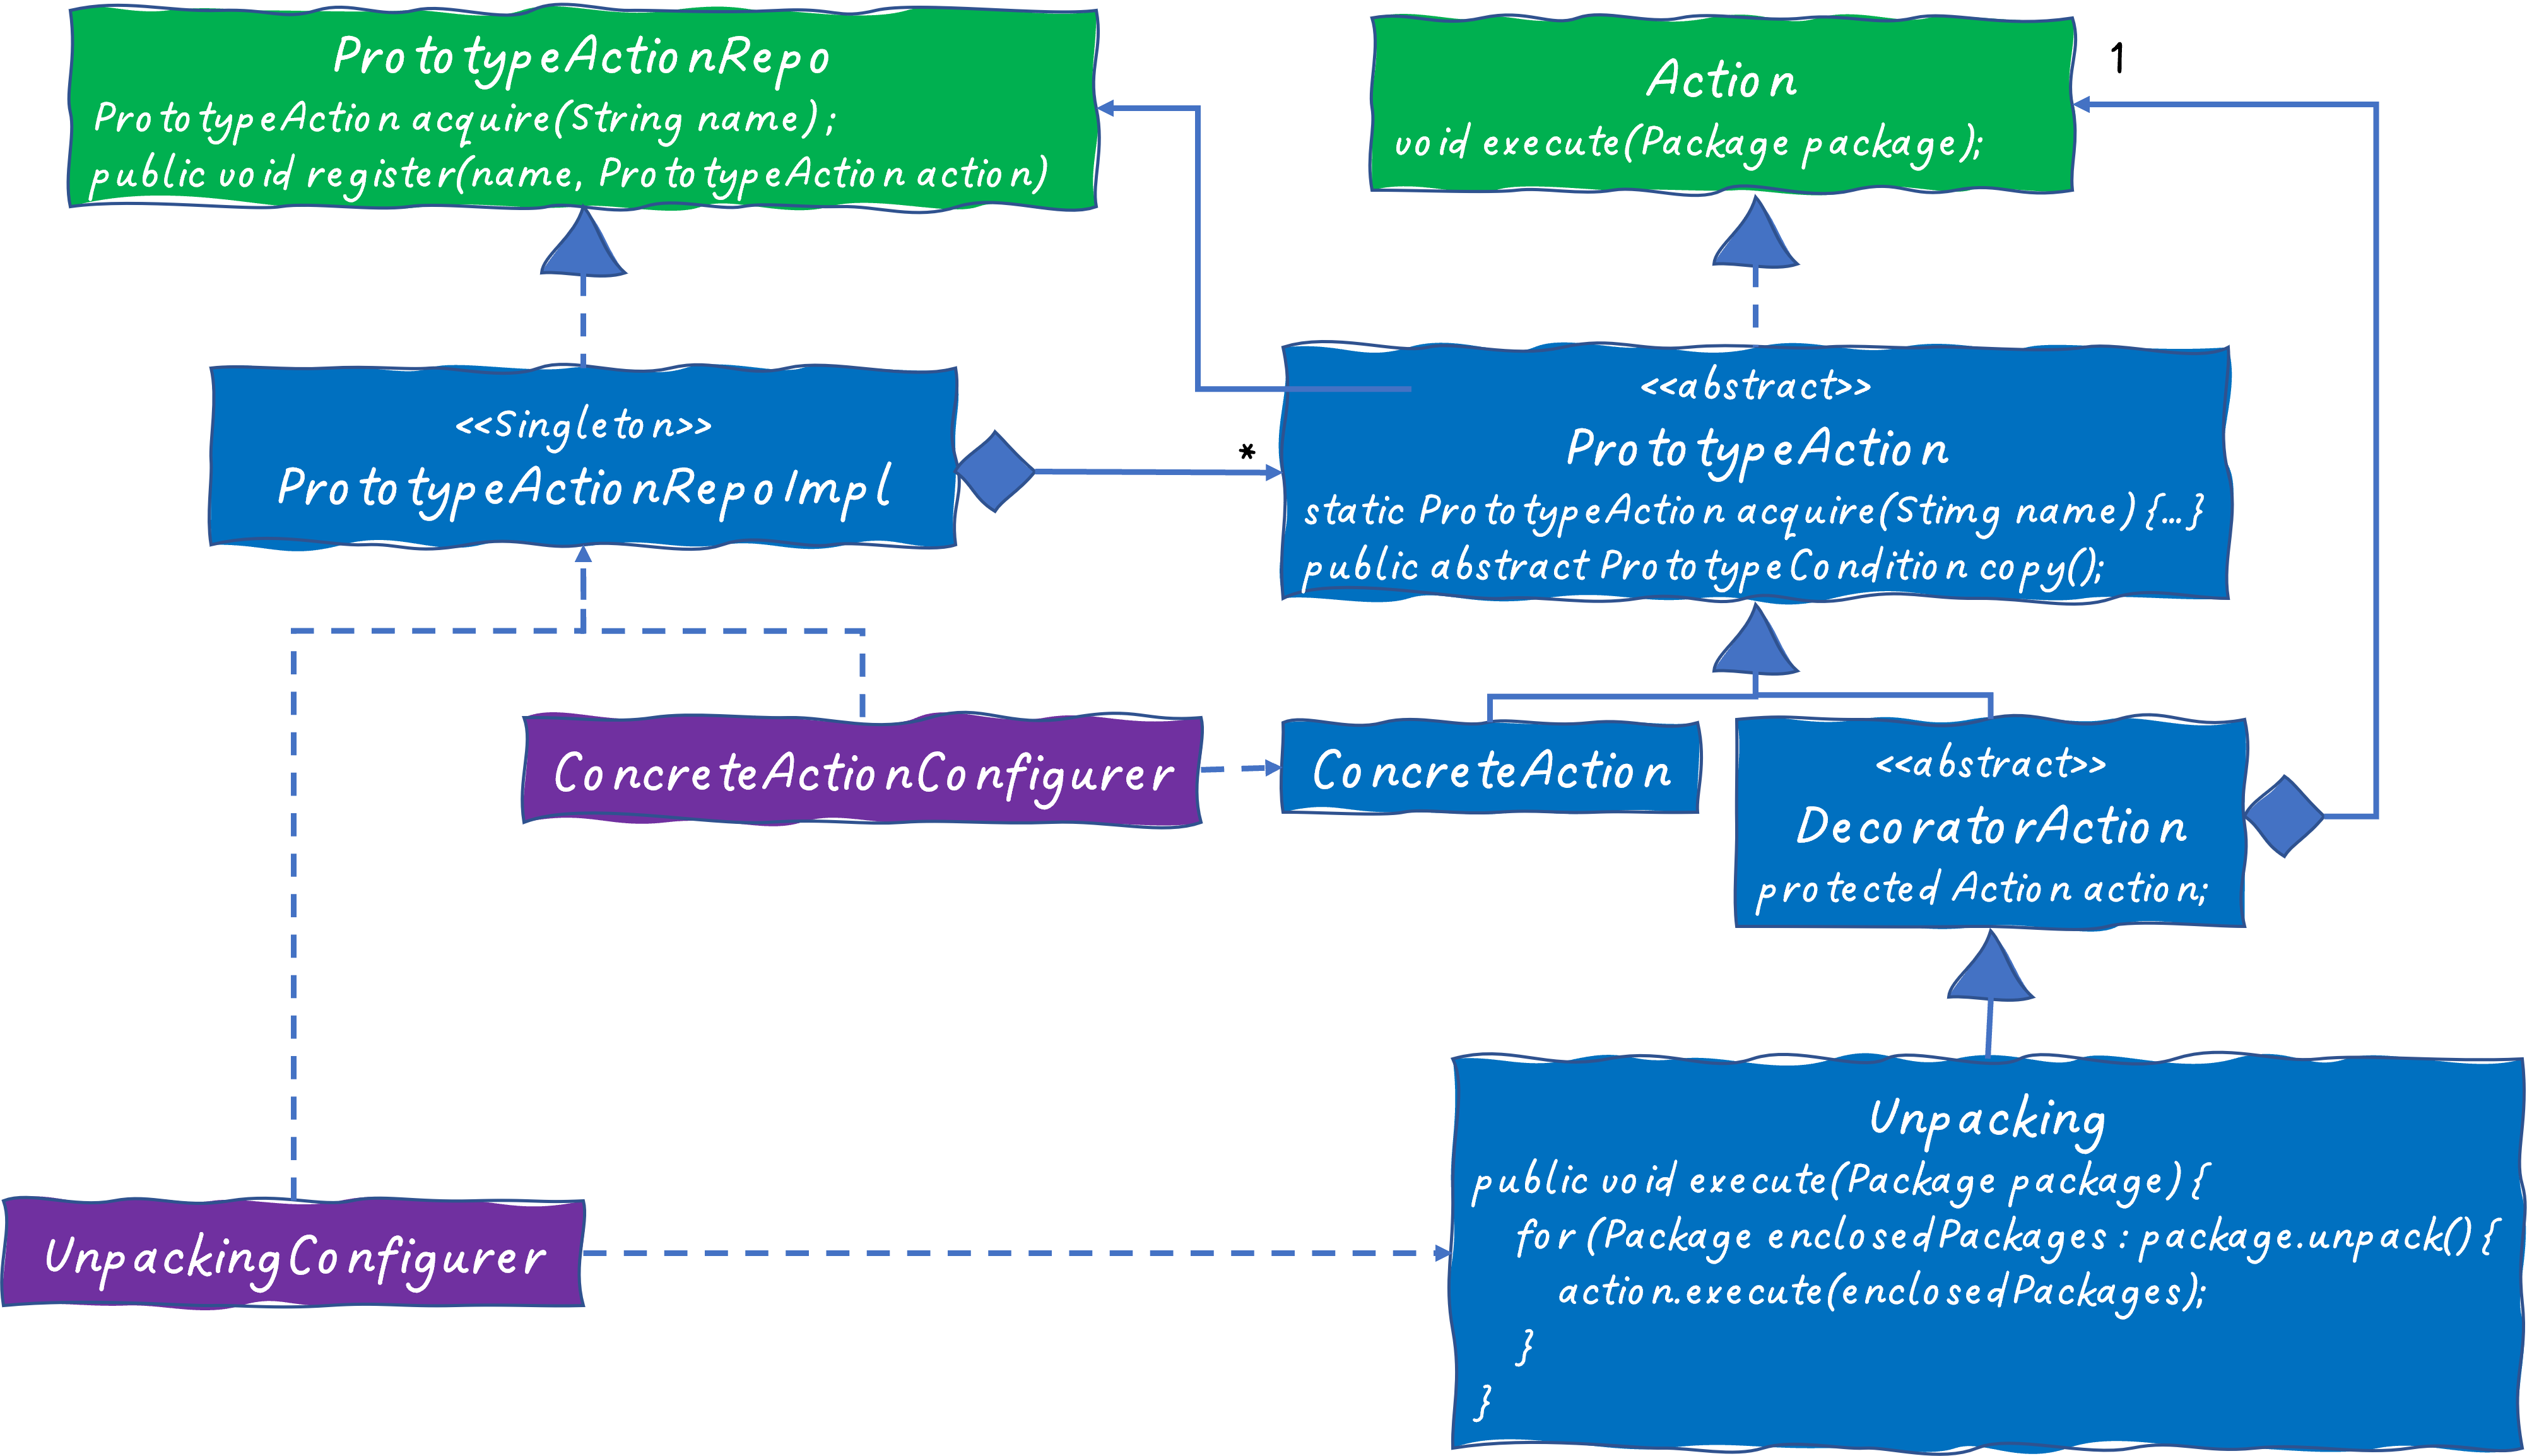 PrototypeActionRepo
PrototypeAction acquire(String name);
public void register(name, PrototypeAction action)
Action
void execute(Package package);
1
<<Singleton>>
PrototypeActionRepoImpl
*
<<abstract>>
PrototypeAction
static PrototypeAction acquire(Stimg name) {...}
public abstract PrototypeCondition copy();
ConcreteActionConfigurer
ConcreteAction
<<abstract>>
DecoratorAction
protected Action action;
UnpackingConfigurer
Unpacking
public void execute(Package package) {
for (Package enclosedPackages : package.unpack() {
action.execute(enclosedPackages);
}
}